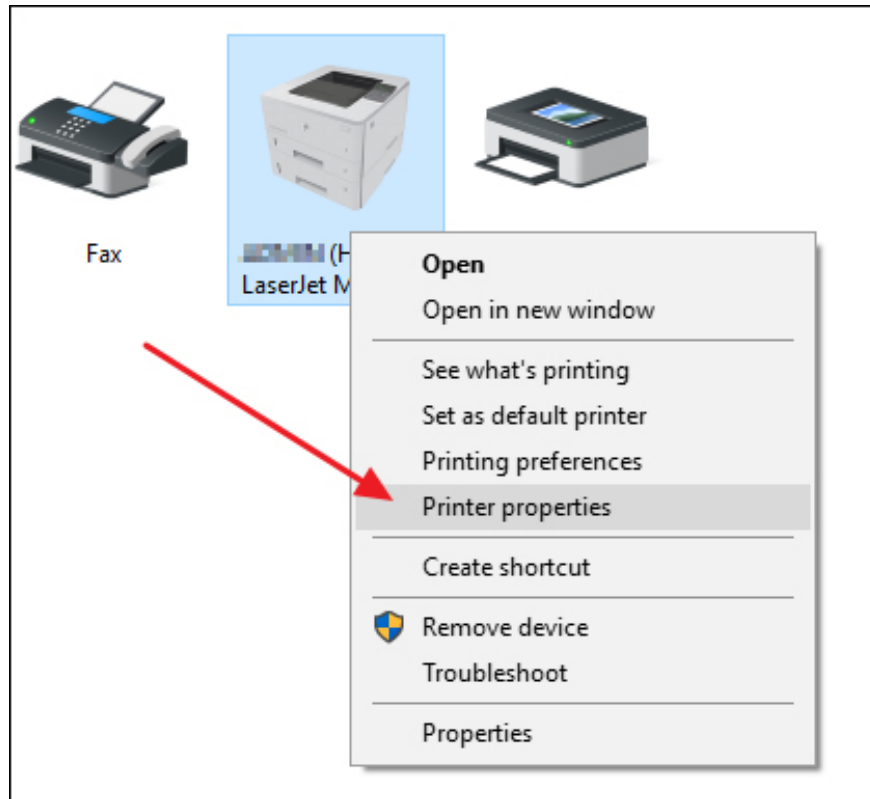 Fax
(H
LaserJet M
Open
Open in new window
See what's printing
Set as default printer
Printing preferences
Printer properties
Create shortcut
Remove device
Troubleshoot
Properties